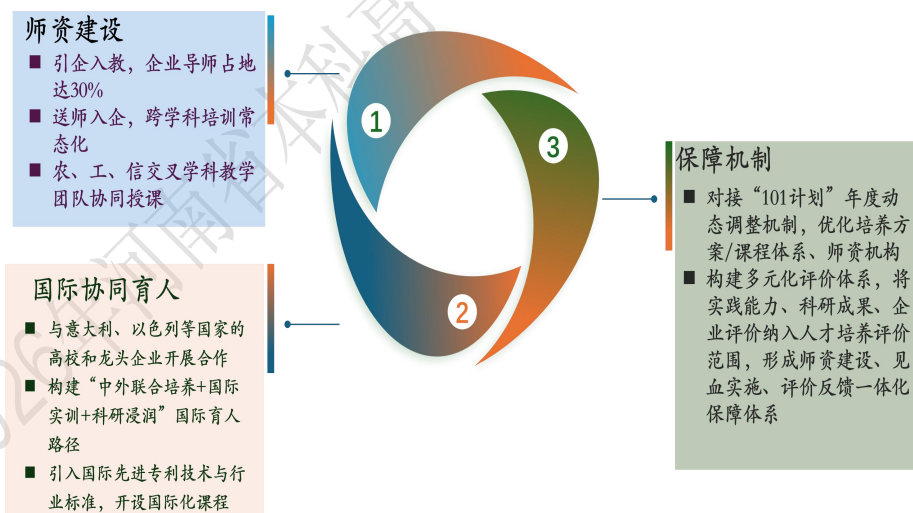 师资建设
■ 引企入教，企业导师占地
达30%
■ 送师入企，跨学科培训常
态化
■ 农、工、信交叉学科教学
团队协同授课
国际协同育人
■ 与意大利、以色列等国家的
高校和龙头企业开展合作
■ 构建“中外联合培养+国际
实训+科研浸润”国际育人
路径
■ 引入国际先进专利技术与行
业标准，开设国际化课程
1
2
3
保障机制
■ 对接“101计划”年度动
态调整机制，优化培养方
案/课程体系、师资机构
■ 构建多元化评价体系，将
实践能力、科研成果、企
业评价纳入人才培养评价
范围，形成师资建设、见
血实施、评价反馈一体化
保障体系
026年河南省本科高